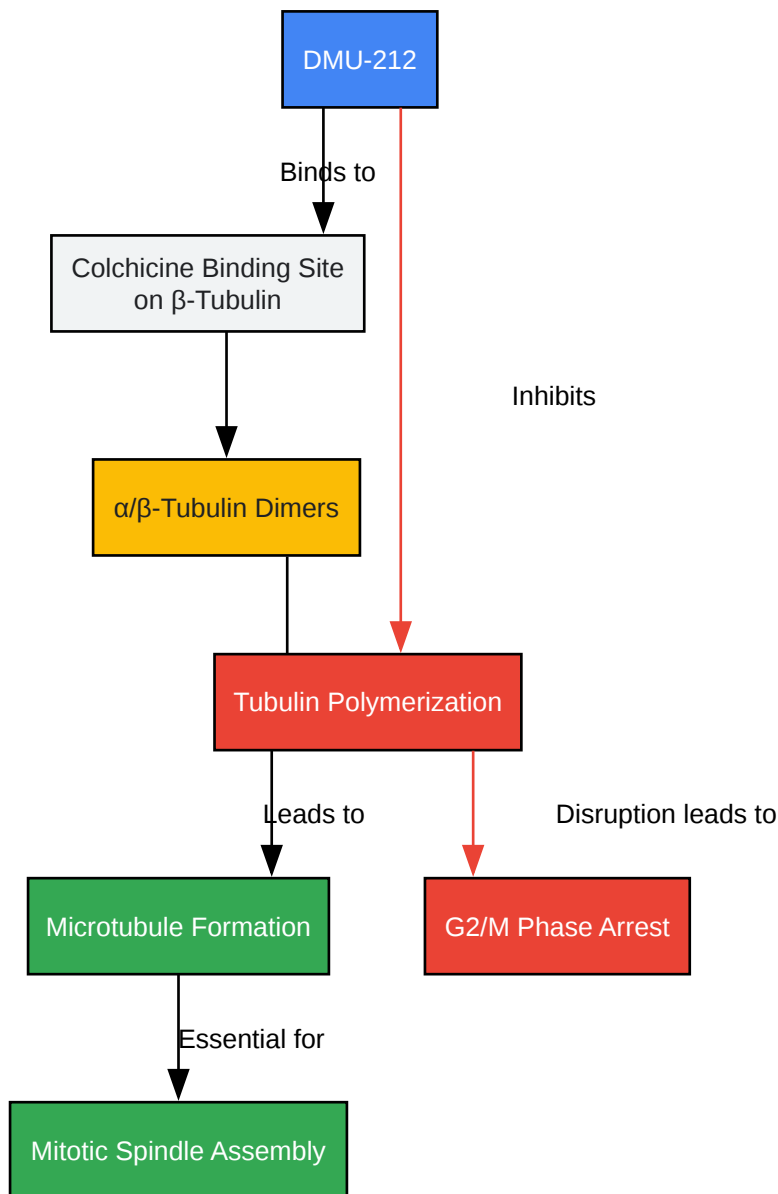 DMU-212
Binds to
Colchicine Binding Site
on β-Tubulin
Inhibits
α/β-Tubulin Dimers
Tubulin Polymerization
Leads to
Disruption leads to
Microtubule Formation
G2/M Phase Arrest
Essential for
Mitotic Spindle Assembly